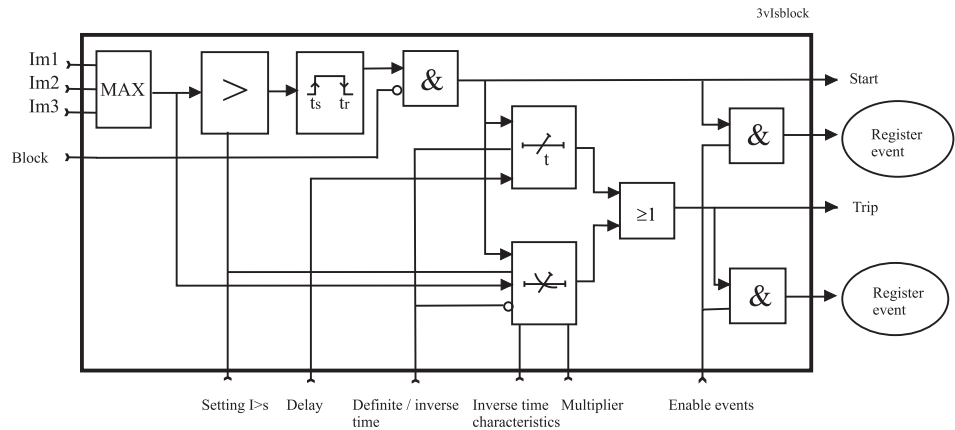 3vIsblock
Im1
Im2
Im3
MAX
>
ts
tr
&
Start
Block
t
&
Register
event
≥1
Trip
&
Register
event
Setting I>s
Delay
Definite / inverse
time
Inverse time
characteristics
Multiplier
Enable events